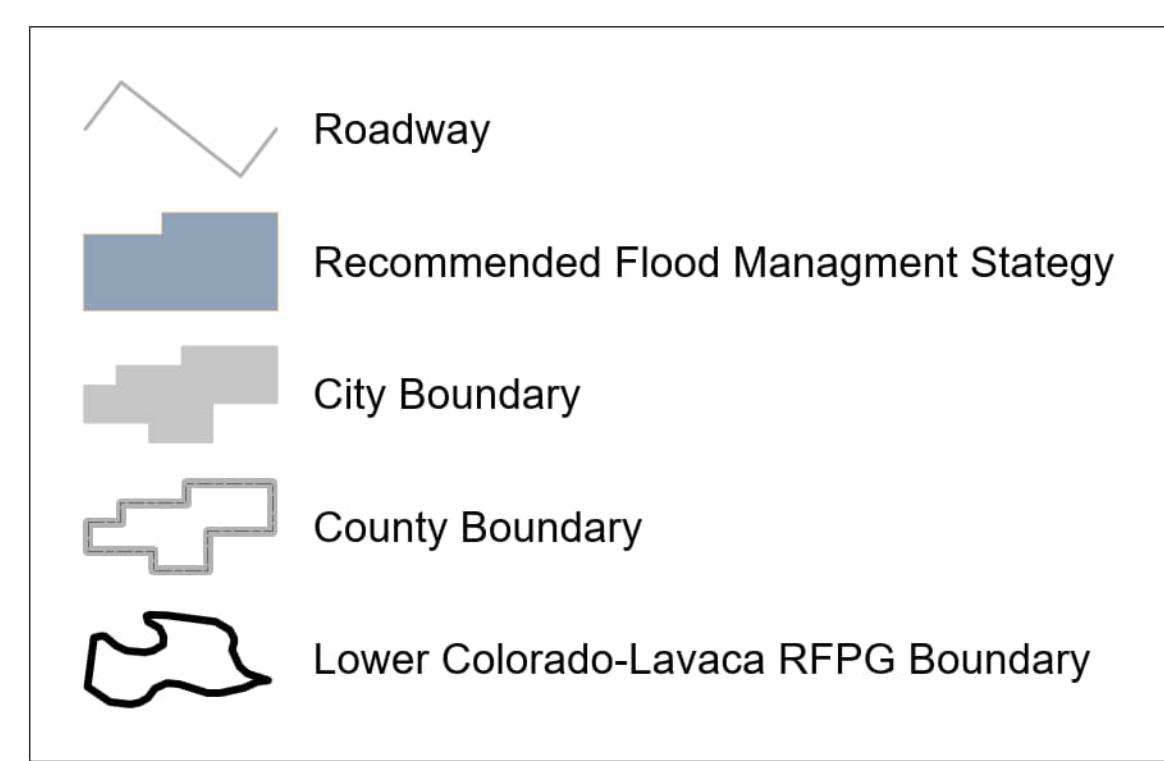 Roadway
Recommended Flood Managment Stategy
City Boundary
County Boundary
Lower Colorado-Lavaca RFPG Boundary